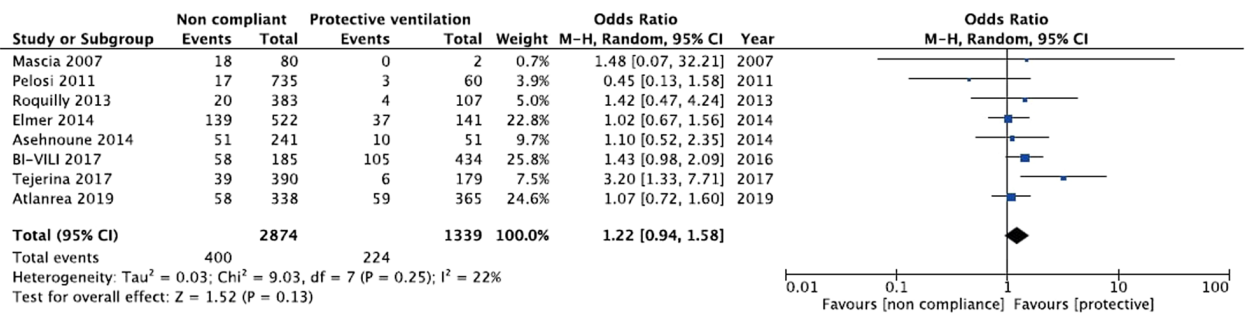 Non compliant Protective ventilation Odds Ratio Odds Ratio
Study or Subgroup Events Total Events Total Weight M-H, Random, 95% CI Year M-H, Random, 95% CI
Mascia 2007 18 80 0 2 0.7% 1.48 [0.07, 32.21] 2007
Pelosi 2011 17 735 3 60 3.9% 0.45 [0.13, 1.58] 2011
Roquilly 2013 20 383 4 107 5.0% 1.42 [0.47, 4.24] 2013
Elmer 2014 139 522 37 141 22.8% 1.02 [0.67, 1.56] 2014
Asehnoune 2014 51 241 10 51 9.7% 1.10 [0.52, 2.35] 2014
BI-VILI 2017 58 185 105 434 25.8% 1.43 [0.98, 2.09] 2016
Tejerina 2017 39 390 6 179 7.5% 3.20 [1.33, 7.71] 2017
Atlanrea 2019 58 338 59 365 24.6% 1.07 [0.72, 1.60] 2019
Total (95% CI) 2874 1339 100.0% 1.22 [0.94, 1.58]
Total events 400 224
Heterogeneity: Tau² = 0.03; Chi² = 9.03, df = 7 (P = 0.25); I² = 22%
Test for overall effect: Z = 1.52 (P = 0.13)
0.01 0.1 1 10 100
Favours [non compliance] Favours [protective]